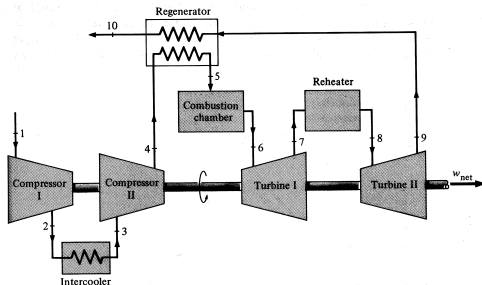 Regenerator
10
5
Reheater
Combustion
chamber
1
4
6
7
8
9
Compressor
I
Compressor
II
Turbine I
Turbine II
w_net
2
3
Intercooler